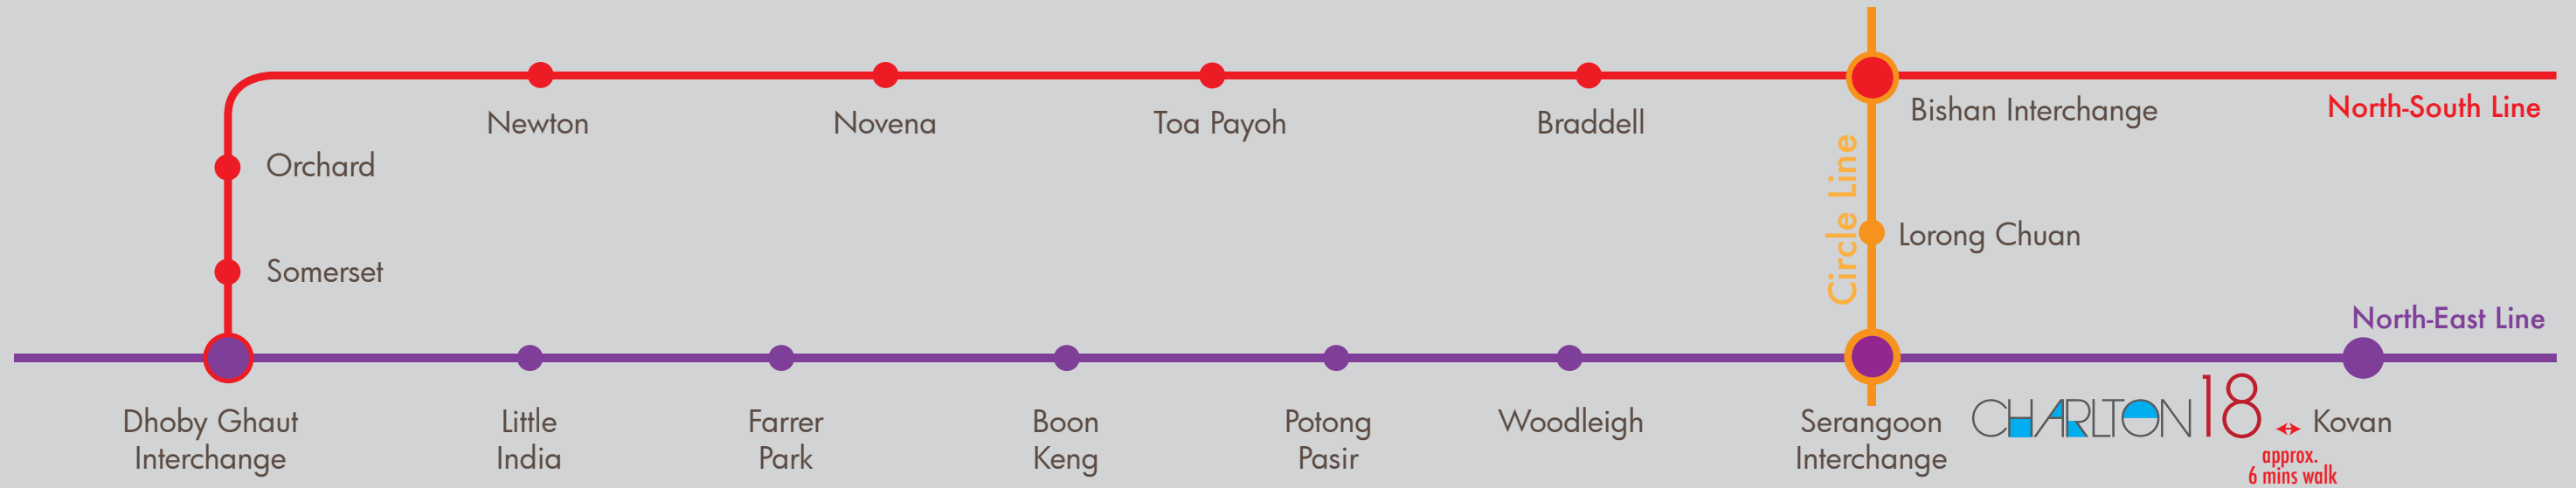 Newton
Novena
Toa Payoh
Braddell
Bishan Interchange
North-South Line
Orchard
Somerset
Circle Line
Lorong Chuan
North-East Line
Dhoby Ghaut
Interchange
Little
India
Farrer
Park
Boon
Keng
Potong
Pasir
Woodleigh
Serangoon
Interchange
CHARLTON 18
Kovan
approx.
6 mins walk